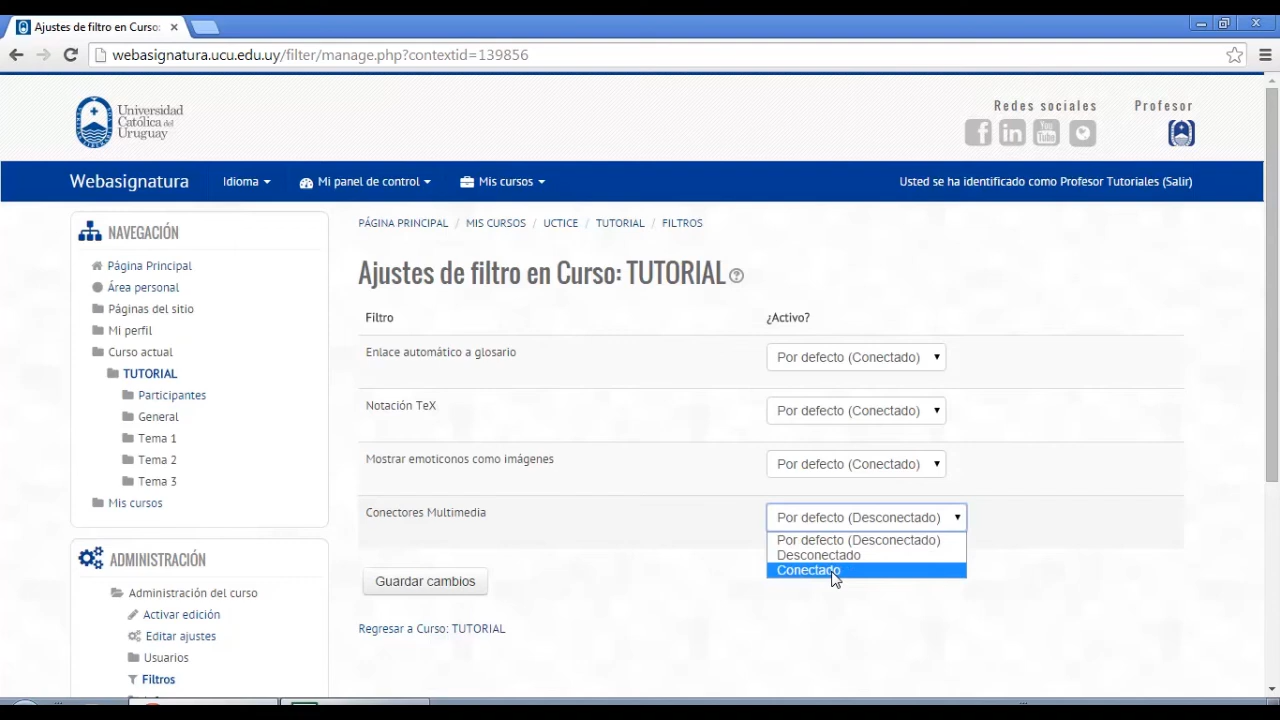 Ajustes de filtro en Curso:
webasignatura.ucu.edu.uy/filter/manage.php?contextid=139856
Universidad
Católica del
Uruguay
Redes sociales
Profesor
You
Tube
Webasignatura
Idioma
Mi panel de control
Mis cursos
Usted se ha identificado como Profesor Tutoriales (Salir)
NAVEGACIÓN
Página Principal
Área personal
Páginas del sitio
Mi perfil
Curso actual
TUTORIAL
Participantes
General
Tema 1
Tema 2
Tema 3
Mis cursos
ADMINISTRACIÓN
Administración del curso
Activar edición
Editar ajustes
Usuarios
Filtros
PÁGINA PRINCIPAL / MIS CURSOS / UCTICE / TUTORIAL / FILTROS
Ajustes de filtro en Curso: TUTORIAL
Filtro ¿Activo?
Enlace automático a glosario Por defecto (Conectado)
Notación TeX Por defecto (Conectado)
Mostrar emoticonos como imágenes Por defecto (Conectado)
Conectores Multimedia Por defecto (Desconectado)
Por defecto (Desconectado)
Desconectado
Conectado
Guardar cambios
Regresar a Curso: TUTORIAL